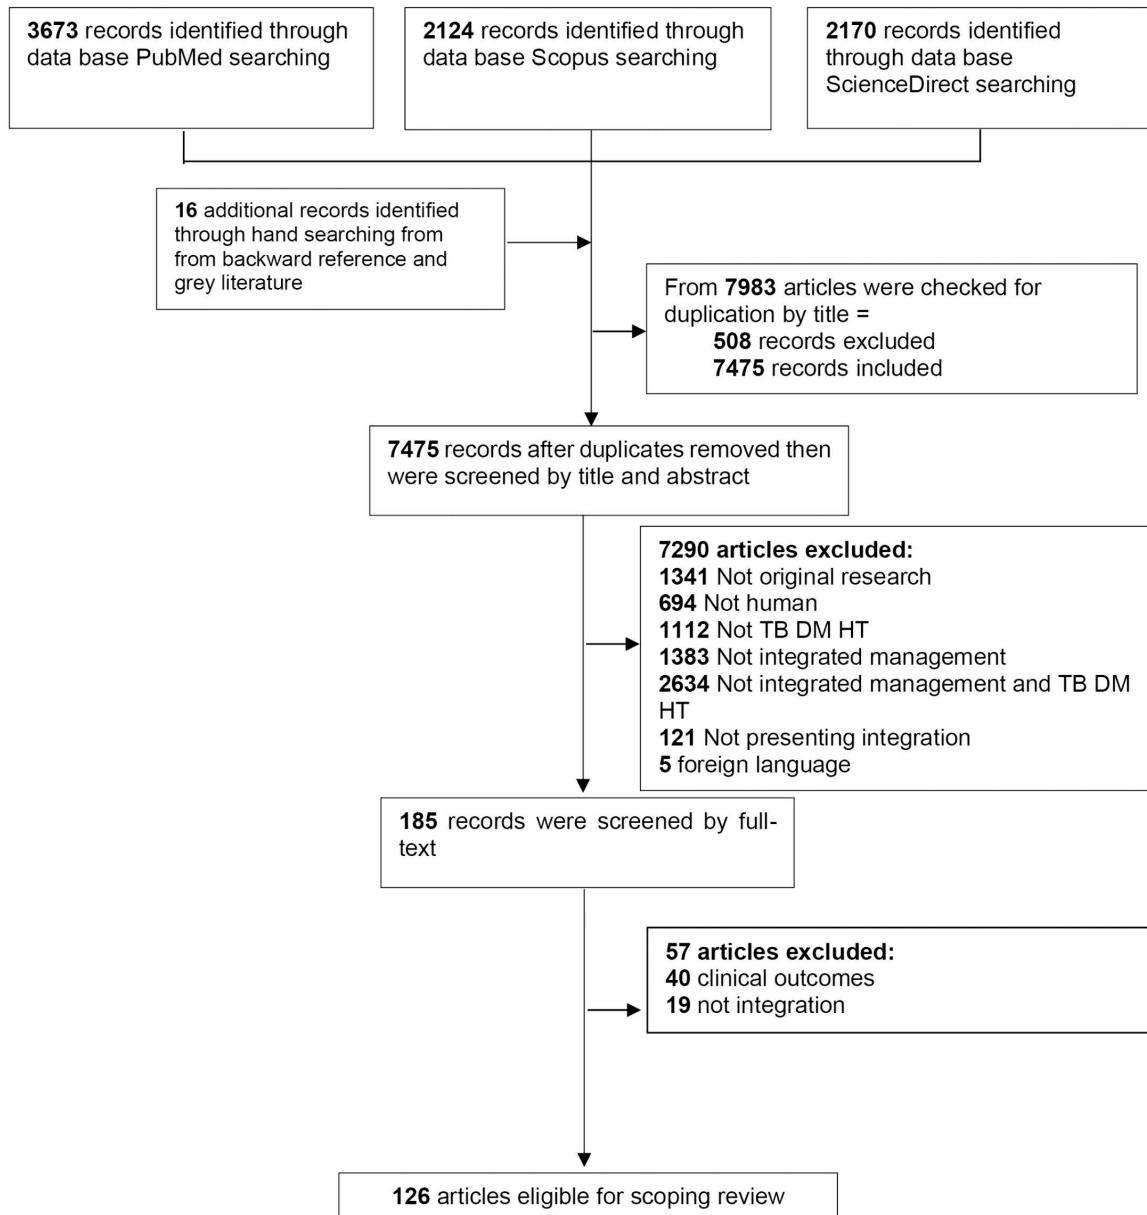 3673 records identified through
data base PubMed searching
2124 records identified through
data base Scopus searching
2170 records identified
through data base
ScienceDirect searching
16 additional records identified
through hand searching from
from backward reference and
grey literature
From 7983 articles were checked for
duplication by title =
508 records excluded
7475 records included
7475 records after duplicates removed then
were screened by title and abstract
7290 articles excluded:
1341 Not original research
694 Not human
1112 Not TB DM HT
1383 Not integrated management
2634 Not integrated management and TB DM
HT
121 Not presenting integration
5 foreign language
185 records were screened by full-
text
57 articles excluded:
40 clinical outcomes
19 not integration
126 articles eligible for scoping review